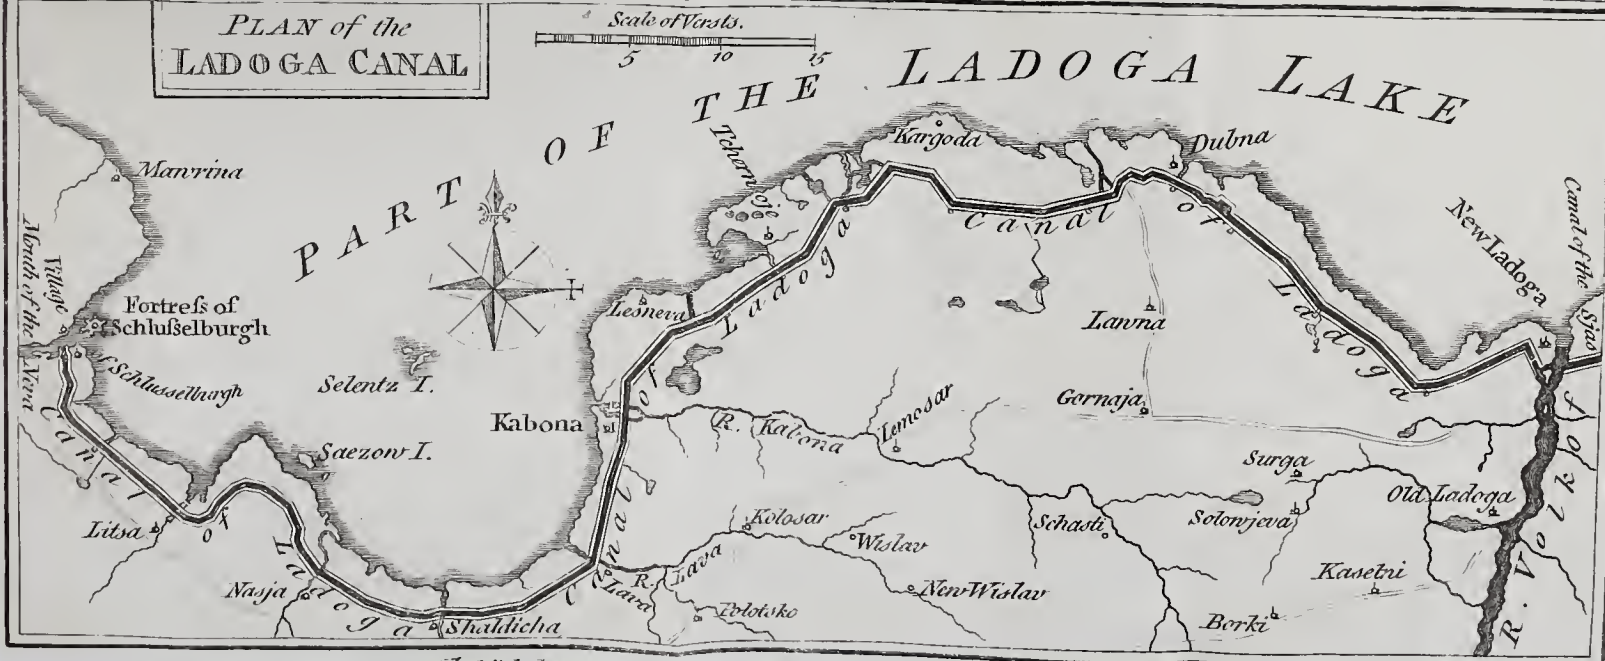 PLAN of the
LADOGA CANAL
Scale of Versts.
5 10 15
PART OF THE LADOGA LAKE
Manrina
Mouth of the Neva
Village
Fortreſs of
Schluſselburgh
Schlusselburgh
Selentz I.
Saezow I.
Canal of Ladoga
Litsa
Nasja
Shaldicha
Canal of Ladoga
Kabona
Lesneva
Tchernoje
Kargoda
Dubna
Canal of Ladoga
New Ladoga
Canal of the Sjas
Lawna
Gornaja
R. Kabona
Lemosar
Surga
Old Ladoga
Solowjeva
Schasti
Kolosar
Wislav
R. Lava
Lava
New Wislav
Polotsko
Kasetni
Borki
R. Volkof